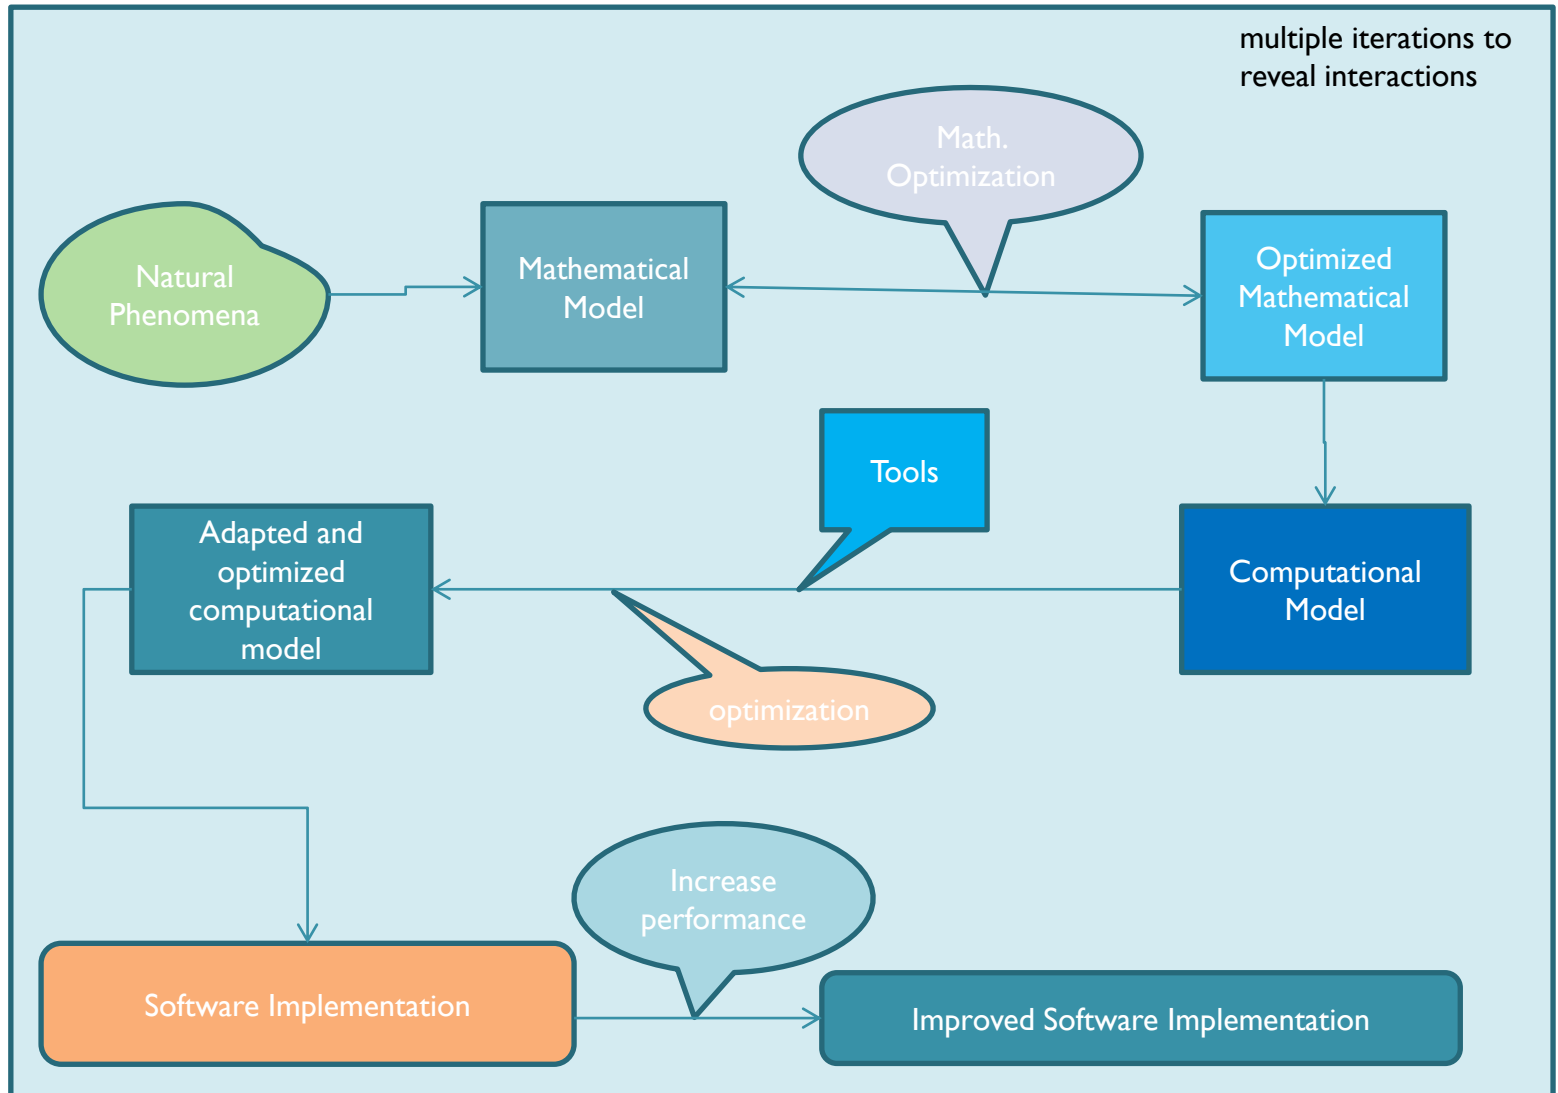 multiple iterations to
reveal interactions
Math.
Optimization
Natural
Phenomena
Mathematical
Model
Optimized
Mathematical
Model
Tools
Adapted and
optimized
computational
model
Computational
Model
optimization
Increase
performance
Software Implementation
Improved Software Implementation